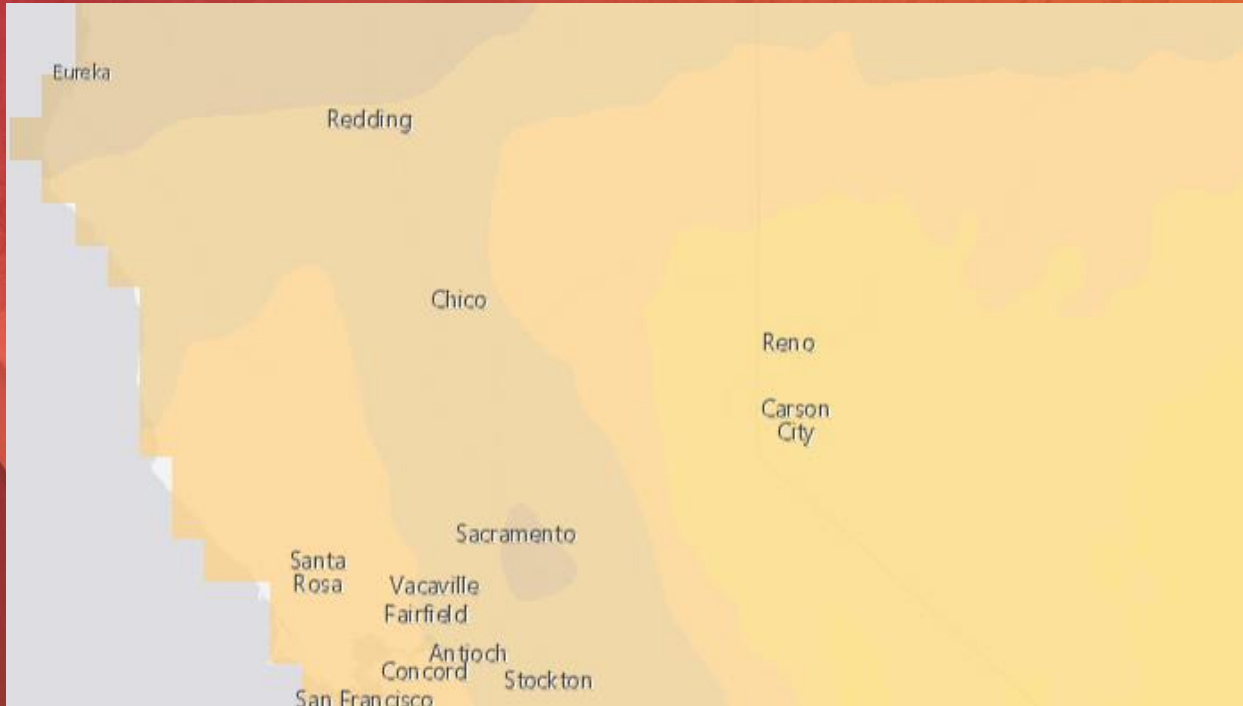 Eureka
Redding
Chico
Reno
Carson
City
Sacramento
Santa
Rosa
Vacaville
Fairfield
Antioch
Concord
Stockton
San Francisco